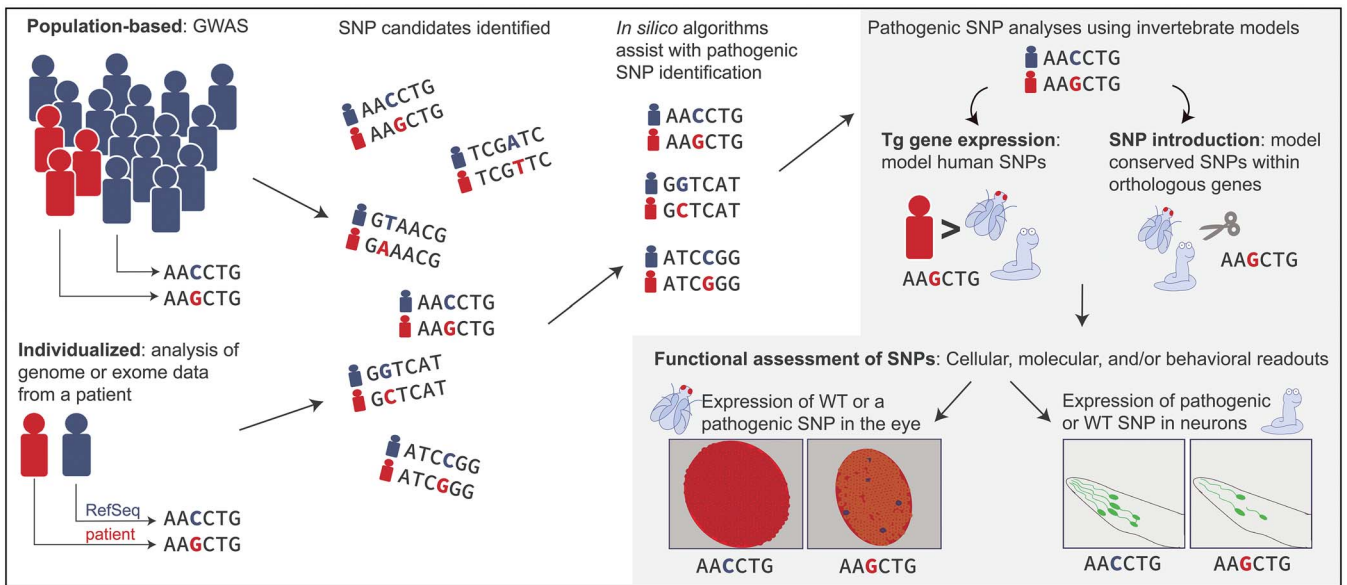 Population-based: GWAS
AACCTG
AAGCTG
Individualized: analysis of
genome or exome data
from a patient
RefSeq
patient
AACCTG
AAGCTG
SNP candidates identified
AACCTG
AAGCTG
TCGATC
TCGTTC
GTAACG
GAAACG
AACCTG
AAGCTG
GGTCAT
GCTCAT
ATCCGG
ATCGGG
In silico algorithms
assist with pathogenic
SNP identification
AACCTG
AAGCTG
GGTCAT
GCTCAT
ATCCGG
ATCGGG
Pathogenic SNP analyses using invertebrate models
AACCTG
AAGCTG
Tg gene expression:
model human SNPs
>
AAGCTG
SNP introduction: model
conserved SNPs within
orthologous genes
AAGCTG
Functional assessment of SNPs: Cellular, molecular, and/or behavioral readouts
Expression of WT or a
pathogenic SNP in the eye
AACCTG
AAGCTG
Expression of pathogenic
or WT SNP in neurons
AACCTG
AAGCTG